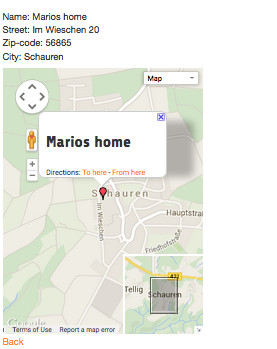 Name: Marios home
Street: Im Wieschen 20
Zip-code: 56865
City: Schauren
Map
Marios home
Directions: To here - From here
Schauren
Im Wieschen
Hauptstra
Friedhofstraße
421
Tellig
Schauren
Google
Terms of Use
Report a map error
Back